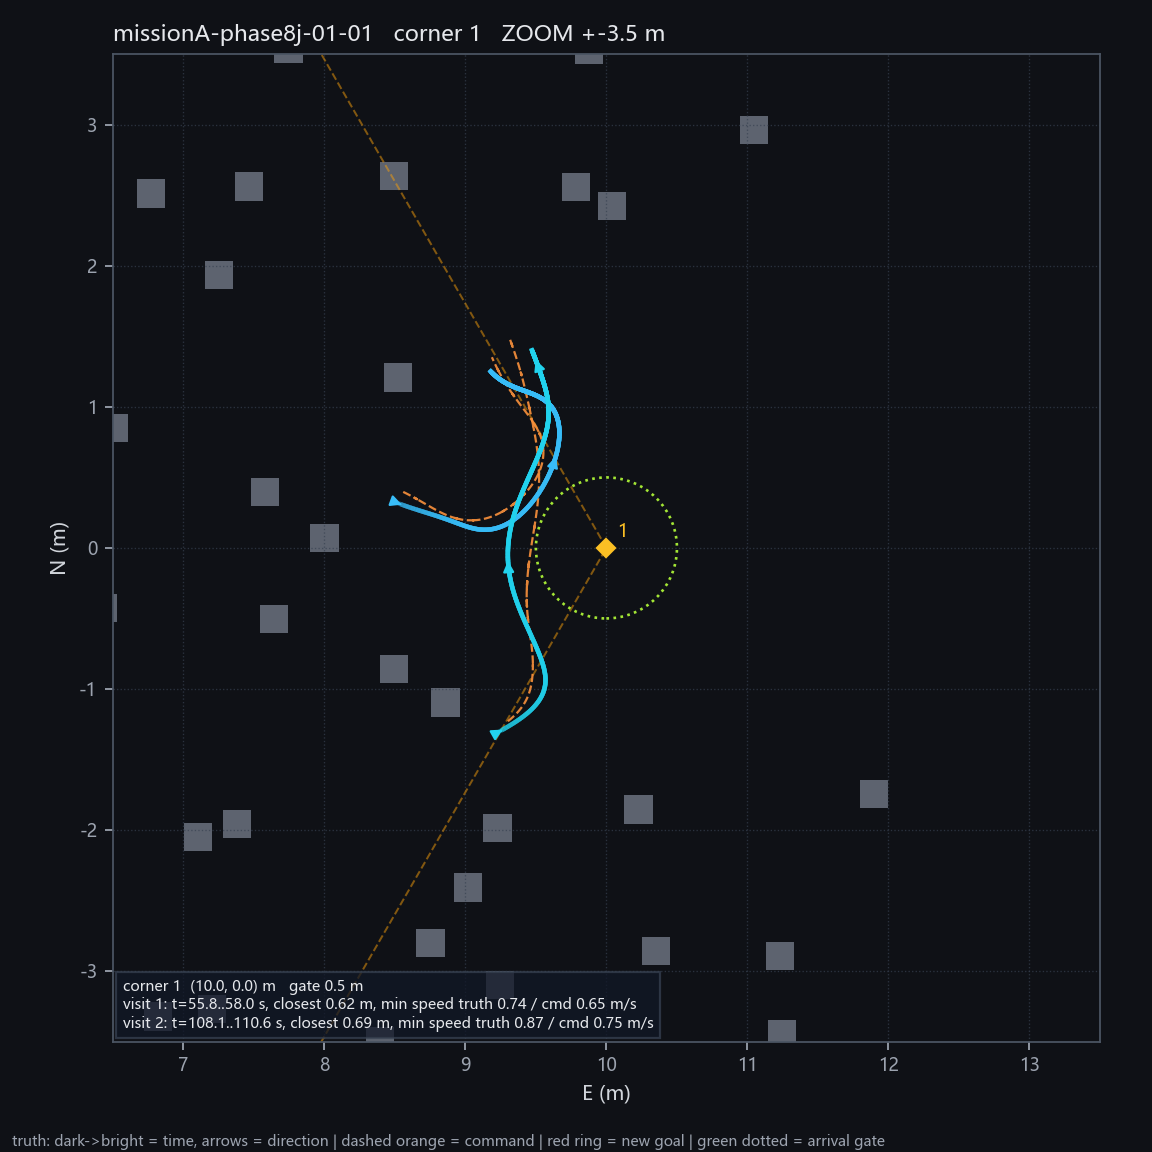 missionA-phase8j-01-01   corner 1   ZOOM +-3.5 m
3
2
1
0
-1
-2
-3
N (m)
1
corner 1  (10.0, 0.0) m   gate 0.5 m
visit 1: t=55.8..58.0 s, closest 0.62 m, min speed truth 0.74 / cmd 0.65 m/s
visit 2: t=108.1..110.6 s, closest 0.69 m, min speed truth 0.87 / cmd 0.75 m/s
7 8 9 10 11 12 13
E (m)
truth: dark->bright = time, arrows = direction | dashed orange = command | red ring = new goal | green dotted = arrival gate